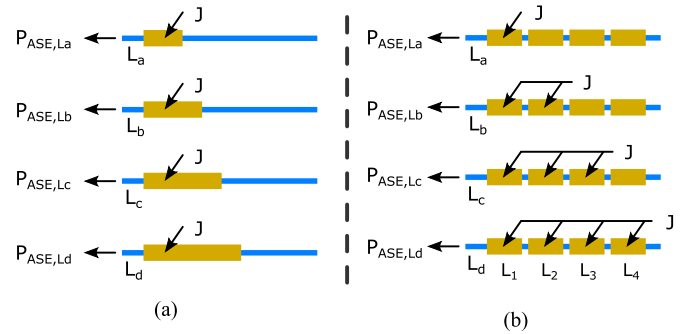 J
P_ASE,La
L_a
J
P_ASE,Lb
L_b
J
P_ASE,Lc
L_c
J
P_ASE,Ld
L_d
(a)
J
P_ASE,La
L_a
J
P_ASE,Lb
L_b
J
P_ASE,Lc
L_c
J
P_ASE,Ld
L_d L_1 L_2 L_3 L_4
(b)